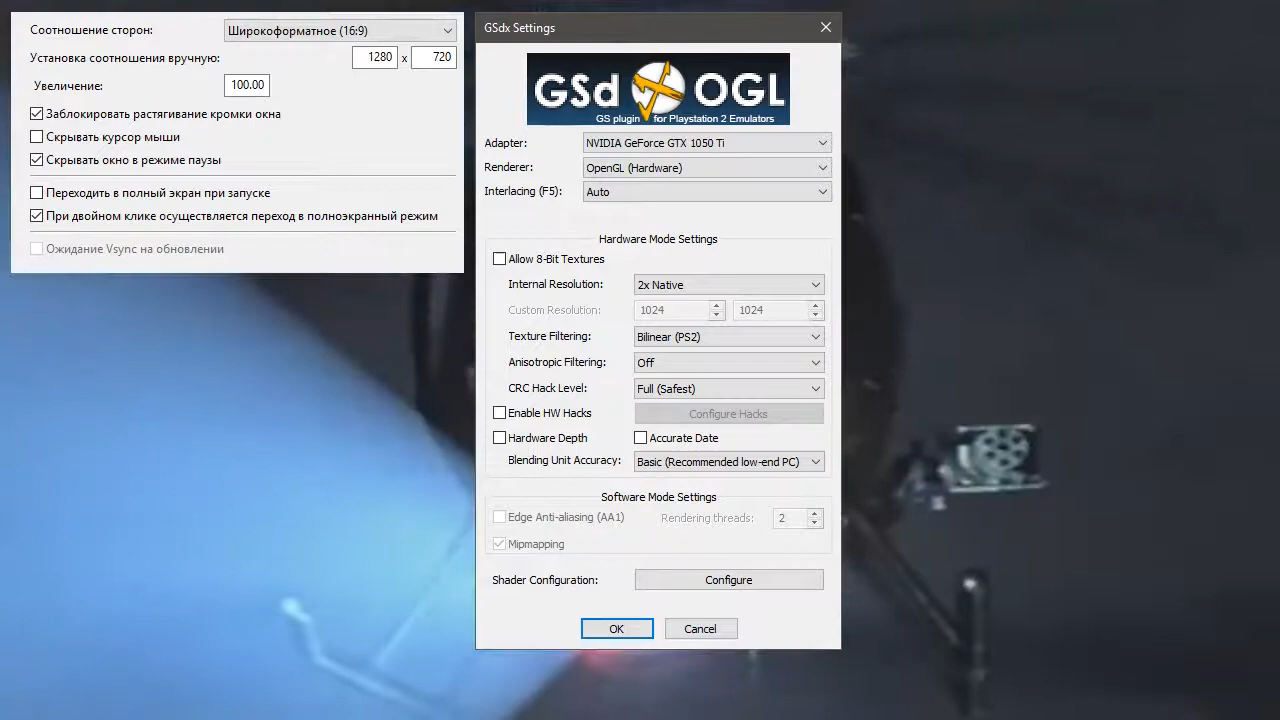 Соотношение сторон: Широкоформатное (16:9)
Установка соотношения вручную: 1280 x 720
Увеличение: 100.00
Заблокировать растягивание кромки окна
Скрывать курсор мыши
Скрывать окно в режиме паузы
Переходить в полный экран при запуске
При двойном клике осуществляется переход в полноэкранный режим
Ожидание Vsync на обновлении
GSdx Settings
GSd OGL
GS plugin for Playstation 2 Emulators
Adapter: NVIDIA GeForce GTX 1050 Ti
Renderer: OpenGL (Hardware)
Interlacing (F5): Auto
Hardware Mode Settings
Allow 8-Bit Textures
Internal Resolution: 2x Native
Custom Resolution: 1024 1024
Texture Filtering: Bilinear (PS2)
Anisotropic Filtering: Off
CRC Hack Level: Full (Safest)
Enable HW Hacks Configure Hacks
Hardware Depth Accurate Date
Blending Unit Accuracy: Basic (Recommended low-end PC)
Software Mode Settings
Edge Anti-aliasing (AA1) Rendering threads: 2
Mipmapping
Shader Configuration: Configure
OK Cancel